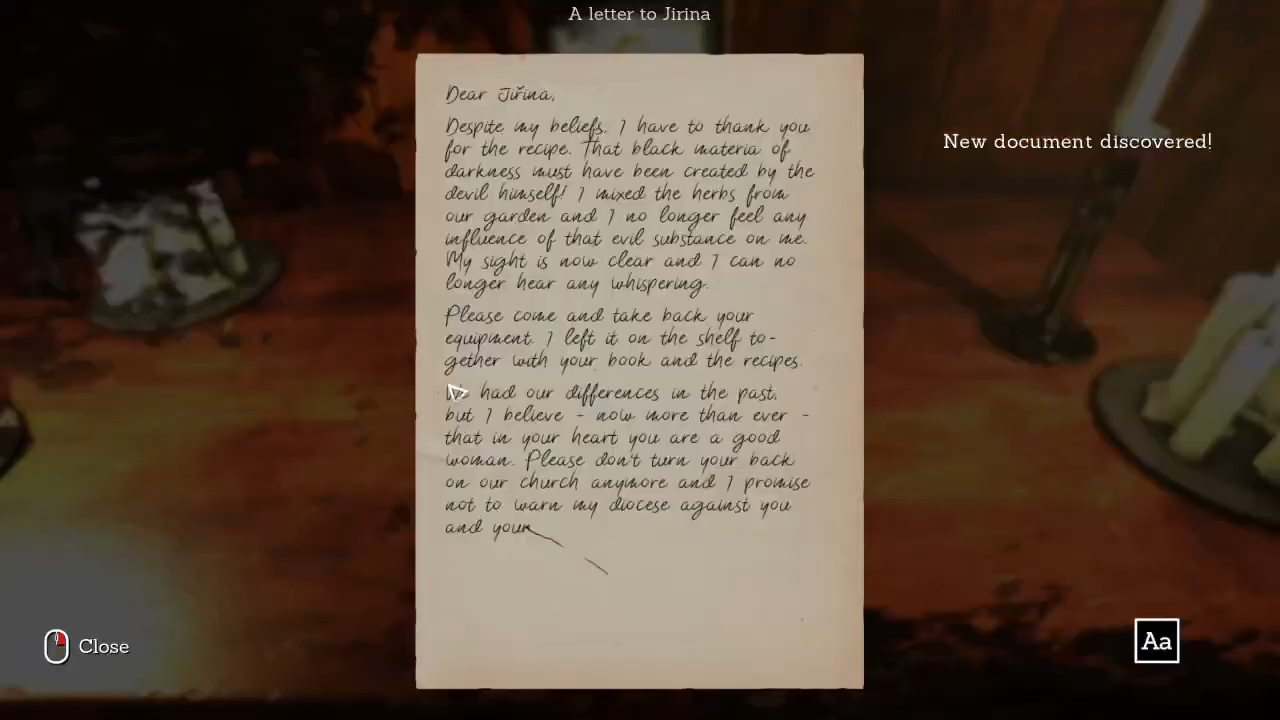 A letter to Jirina
Dear Jiřina,
Despite my beliefs, I have to thank you
for the recipe. That black materia of
darkness must have been created by the
devil himself! I mixed the herbs from
our garden and I no longer feel any
influence of that evil substance on me.
My sight is now clear and I can no
longer hear any whispering.
Please come and take back your
equipment. I left it on the shelf to-
gether with your book and the recipes.
had our differences in the past,
but I believe - now more than ever -
that in your heart you are a good
woman. Please don't turn your back
on our church anymore and I promise
not to warn my diocese against you
and your
New document discovered!
Close
Aa